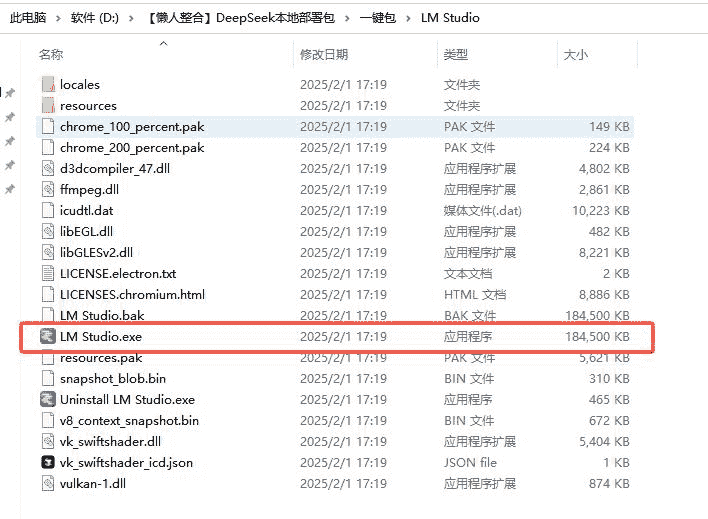 此电脑 > 软件 (D:) > 【懒人整合】DeepSeek本地部署包 > 一键包 > LM Studio
名称 修改日期 类型 大小
locales 2025/2/1 17:19 文件夹
resources 2025/2/1 17:19 文件夹
chrome_100_percent.pak 2025/2/1 17:19 PAK 文件 149 KB
chrome_200_percent.pak 2025/2/1 17:19 PAK 文件 224 KB
d3dcompiler_47.dll 2025/2/1 17:19 应用程序扩展 4,802 KB
ffmpeg.dll 2025/2/1 17:19 应用程序扩展 2,861 KB
icudtl.dat 2025/2/1 17:19 媒体文件(.dat) 10,223 KB
libEGL.dll 2025/2/1 17:19 应用程序扩展 482 KB
libGLESv2.dll 2025/2/1 17:19 应用程序扩展 8,221 KB
LICENSE.electron.txt 2025/2/1 17:19 文本文档 2 KB
LICENSES.chromium.html 2025/2/1 17:19 HTML 文档 8,886 KB
LM Studio.bak 2025/2/1 17:19 BAK 文件 184,500 KB
LM Studio.exe 2025/2/1 17:19 应用程序 184,500 KB
resources.pak 2025/2/1 17:19 PAK 文件 5,621 KB
snapshot_blob.bin 2025/2/1 17:19 BIN 文件 310 KB
Uninstall LM Studio.exe 2025/2/1 17:19 应用程序 465 KB
v8_context_snapshot.bin 2025/2/1 17:19 BIN 文件 672 KB
vk_swiftshader.dll 2025/2/1 17:19 应用程序扩展 5,404 KB
vk_swiftshader_icd.json 2025/2/1 17:19 JSON file 1 KB
vulkan-1.dll 2025/2/1 17:19 应用程序扩展 874 KB